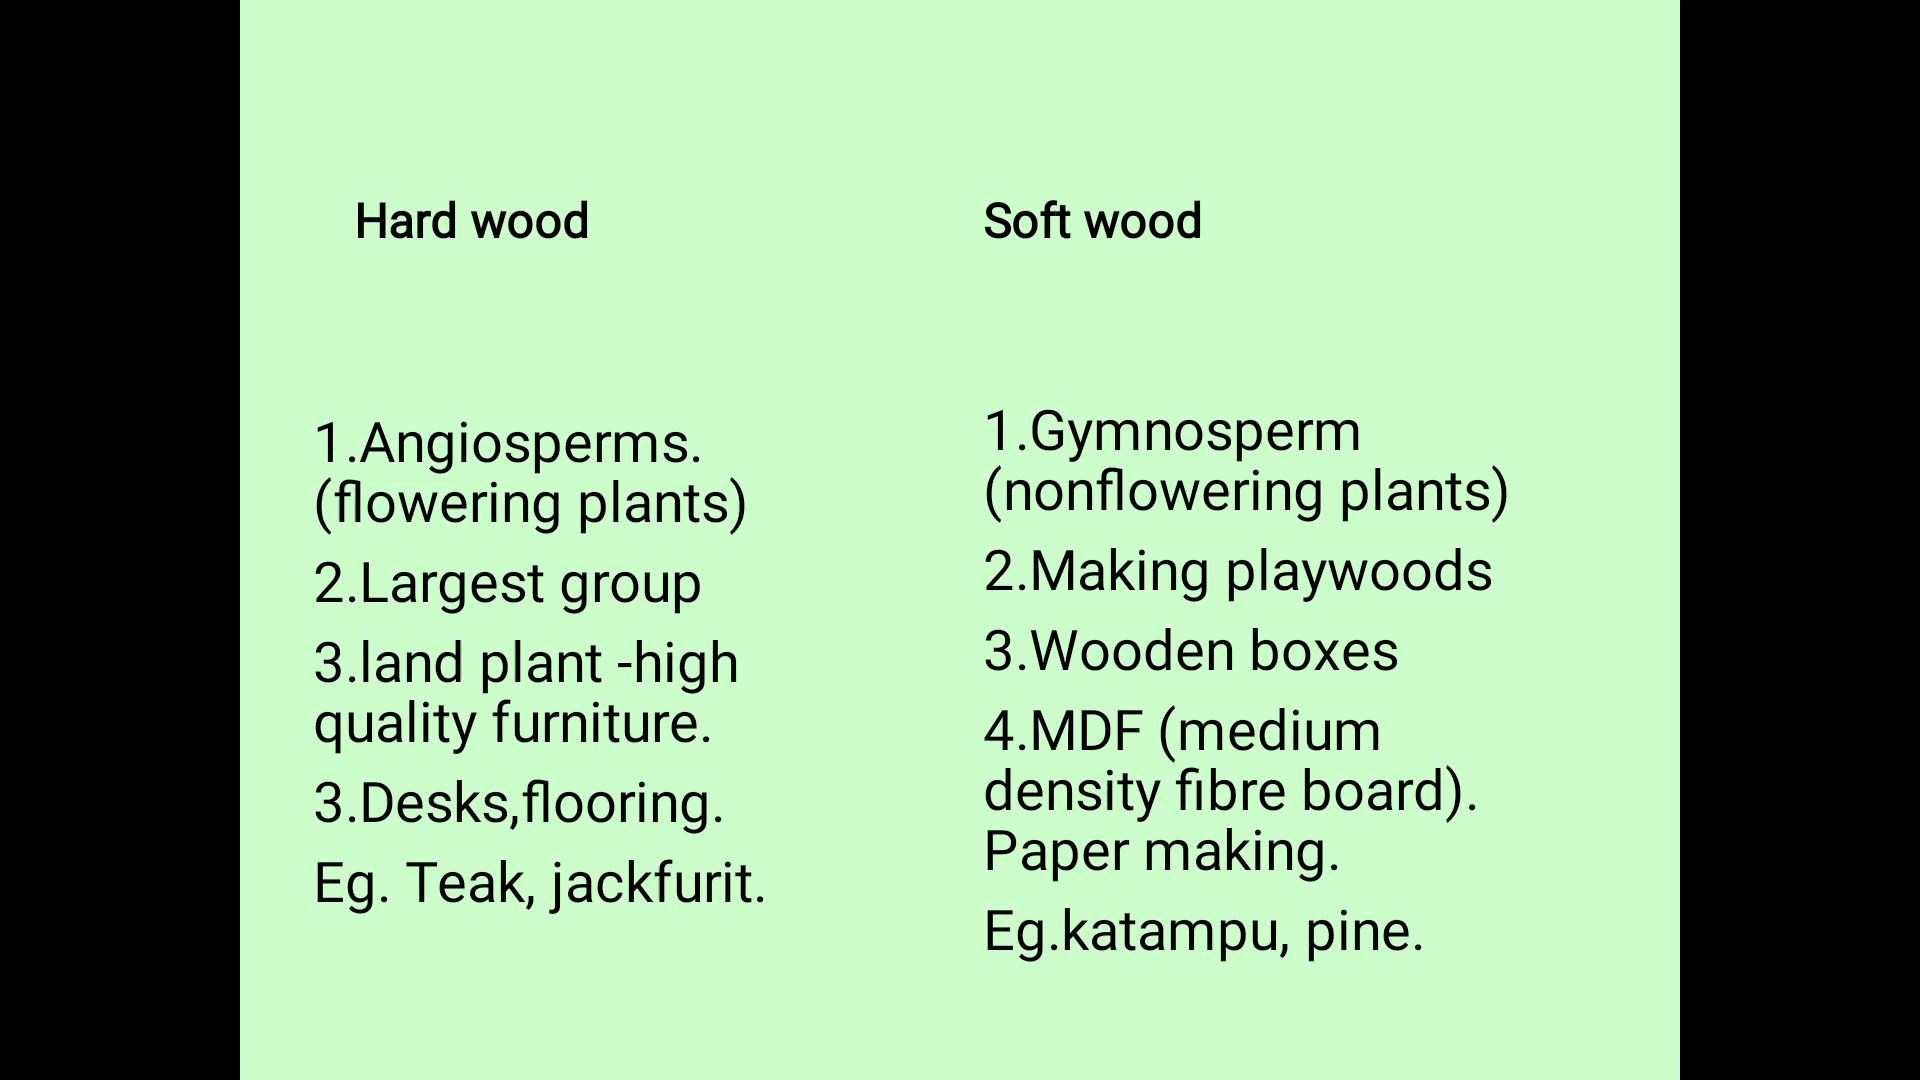 Hard wood
1.Angiosperms.
(flowering plants)
2.Largest group
3.land plant -high
quality furniture.
3.Desks,flooring.
Eg. Teak, jackfurit.
Soft wood
1.Gymnosperm
(nonflowering plants)
2.Making playwoods
3.Wooden boxes
4.MDF (medium
density fibre board).
Paper making.
Eg.katampu, pine.